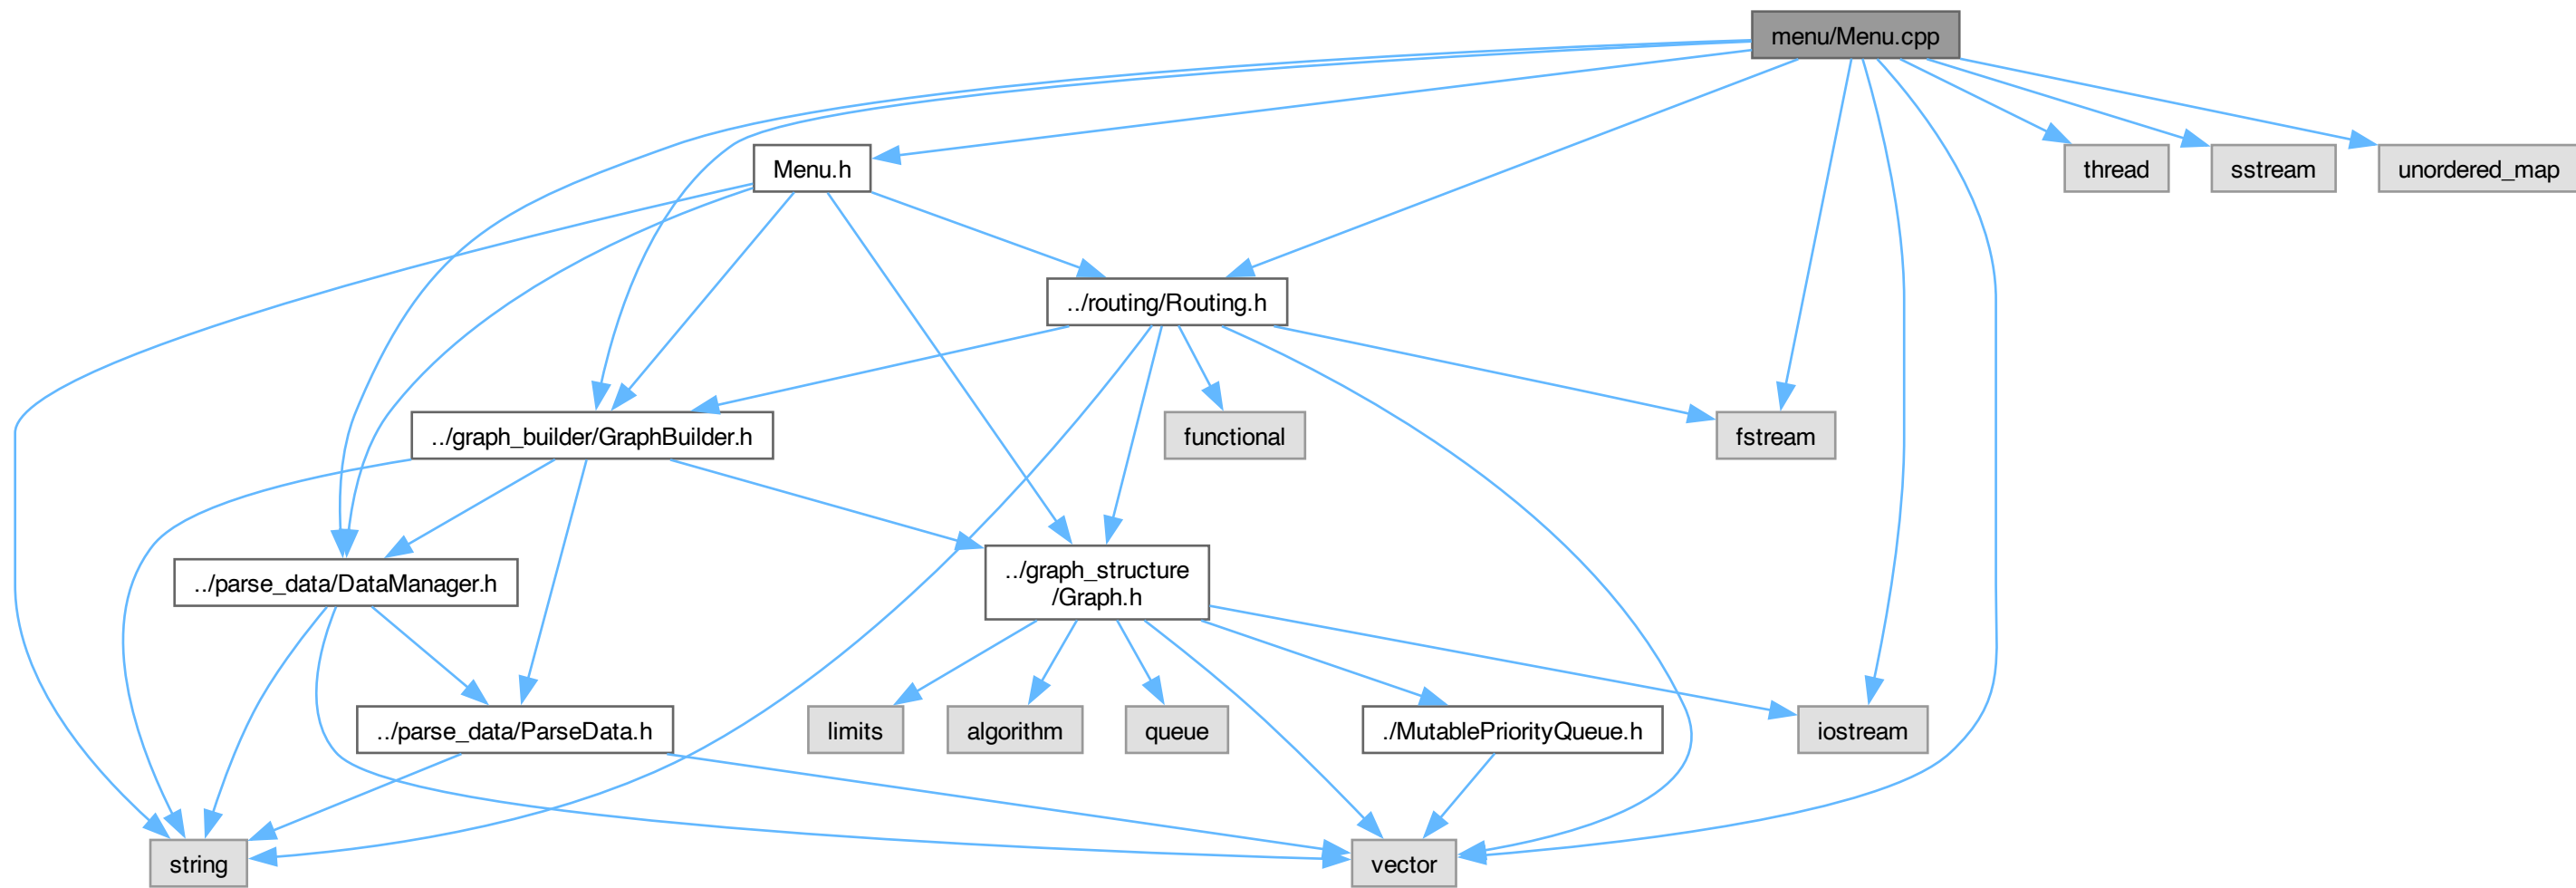 menu/Menu.cpp
Menu.h
thread
sstream
unordered_map
../routing/Routing.h
../graph_builder/GraphBuilder.h
functional
fstream
../parse_data/DataManager.h
../graph_structure
/Graph.h
../parse_data/ParseData.h
limits
algorithm
queue
./MutablePriorityQueue.h
iostream
string
vector